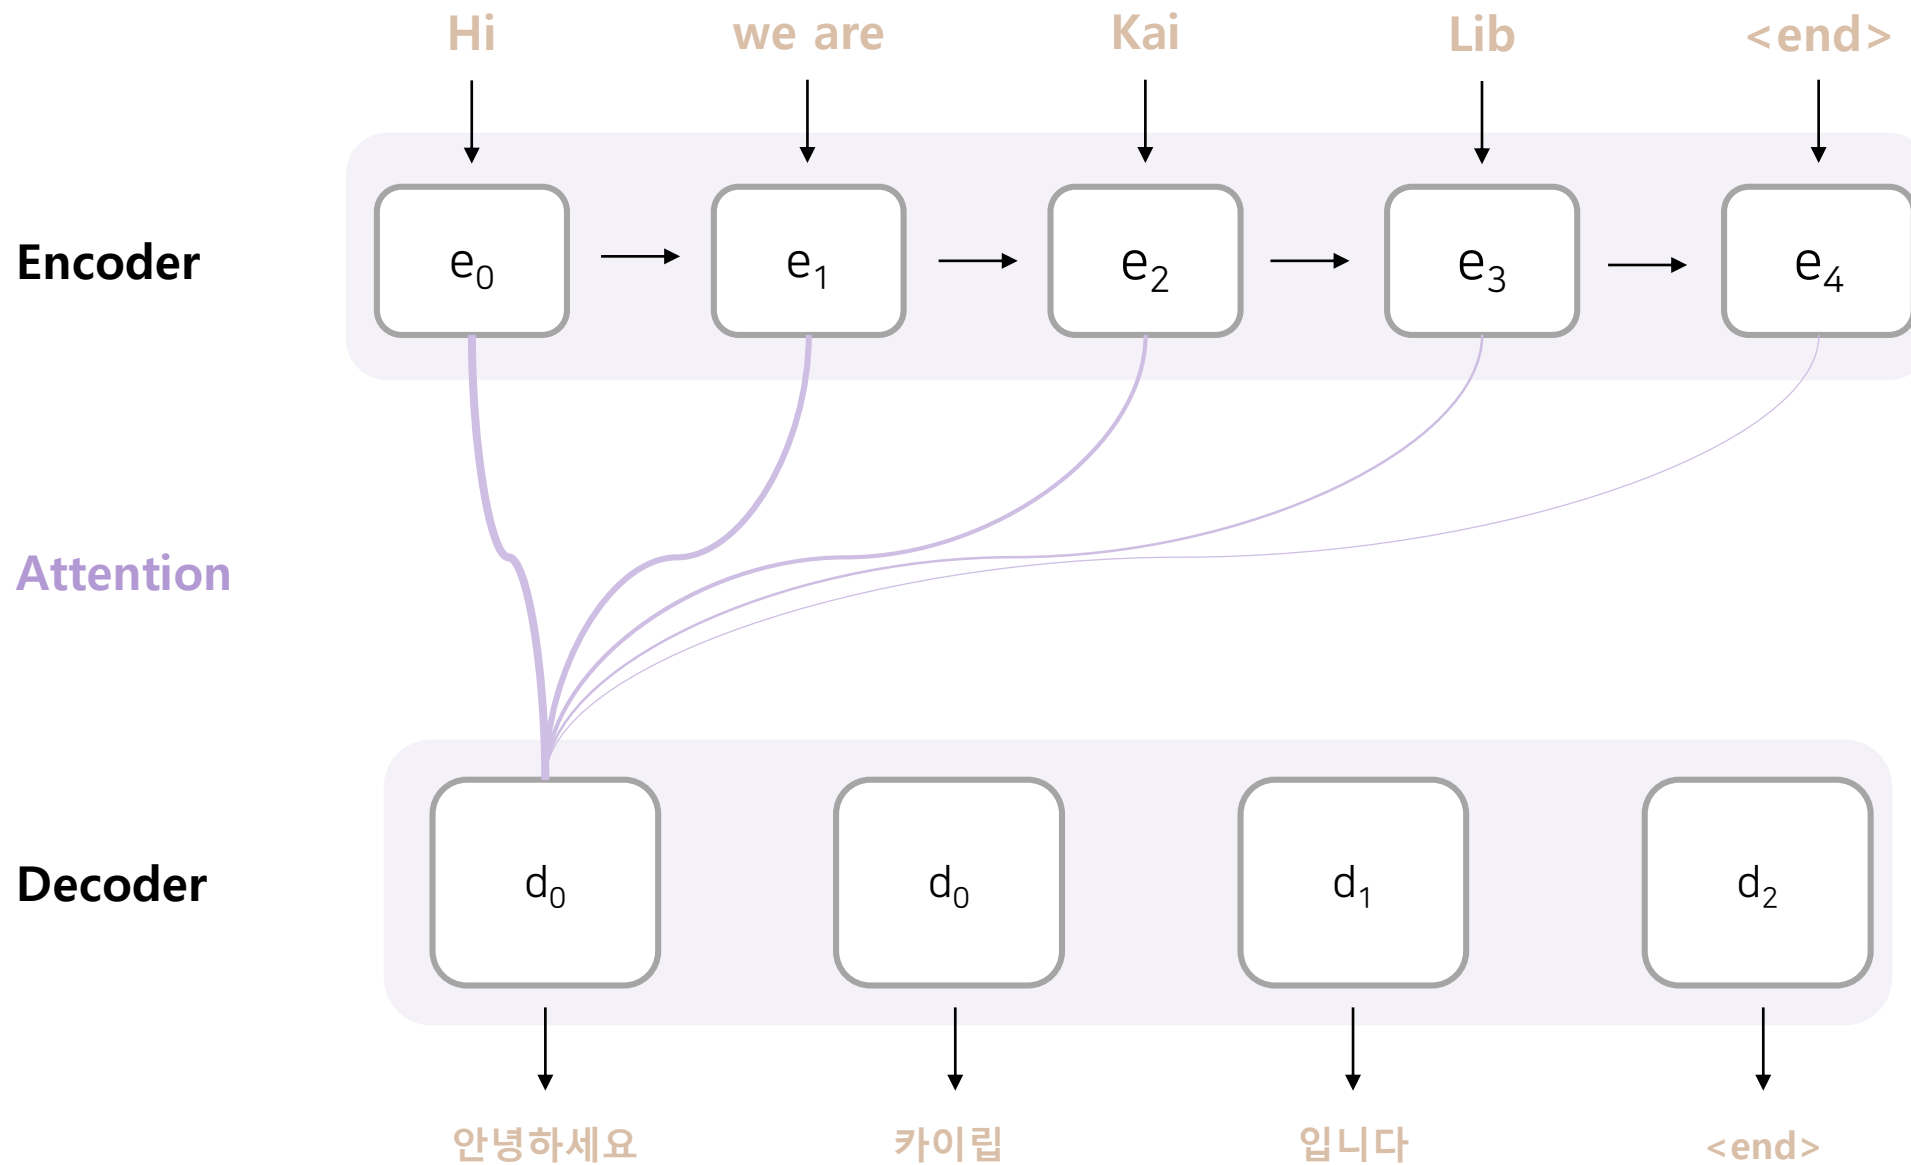 Hi we are Kai Lib <end>
Encoder e₀ e₁ e₂ e₃ e₄
Attention
Decoder d₀ d₀ d₁ d₂
안녕하세요 카이립 입니다 <end>